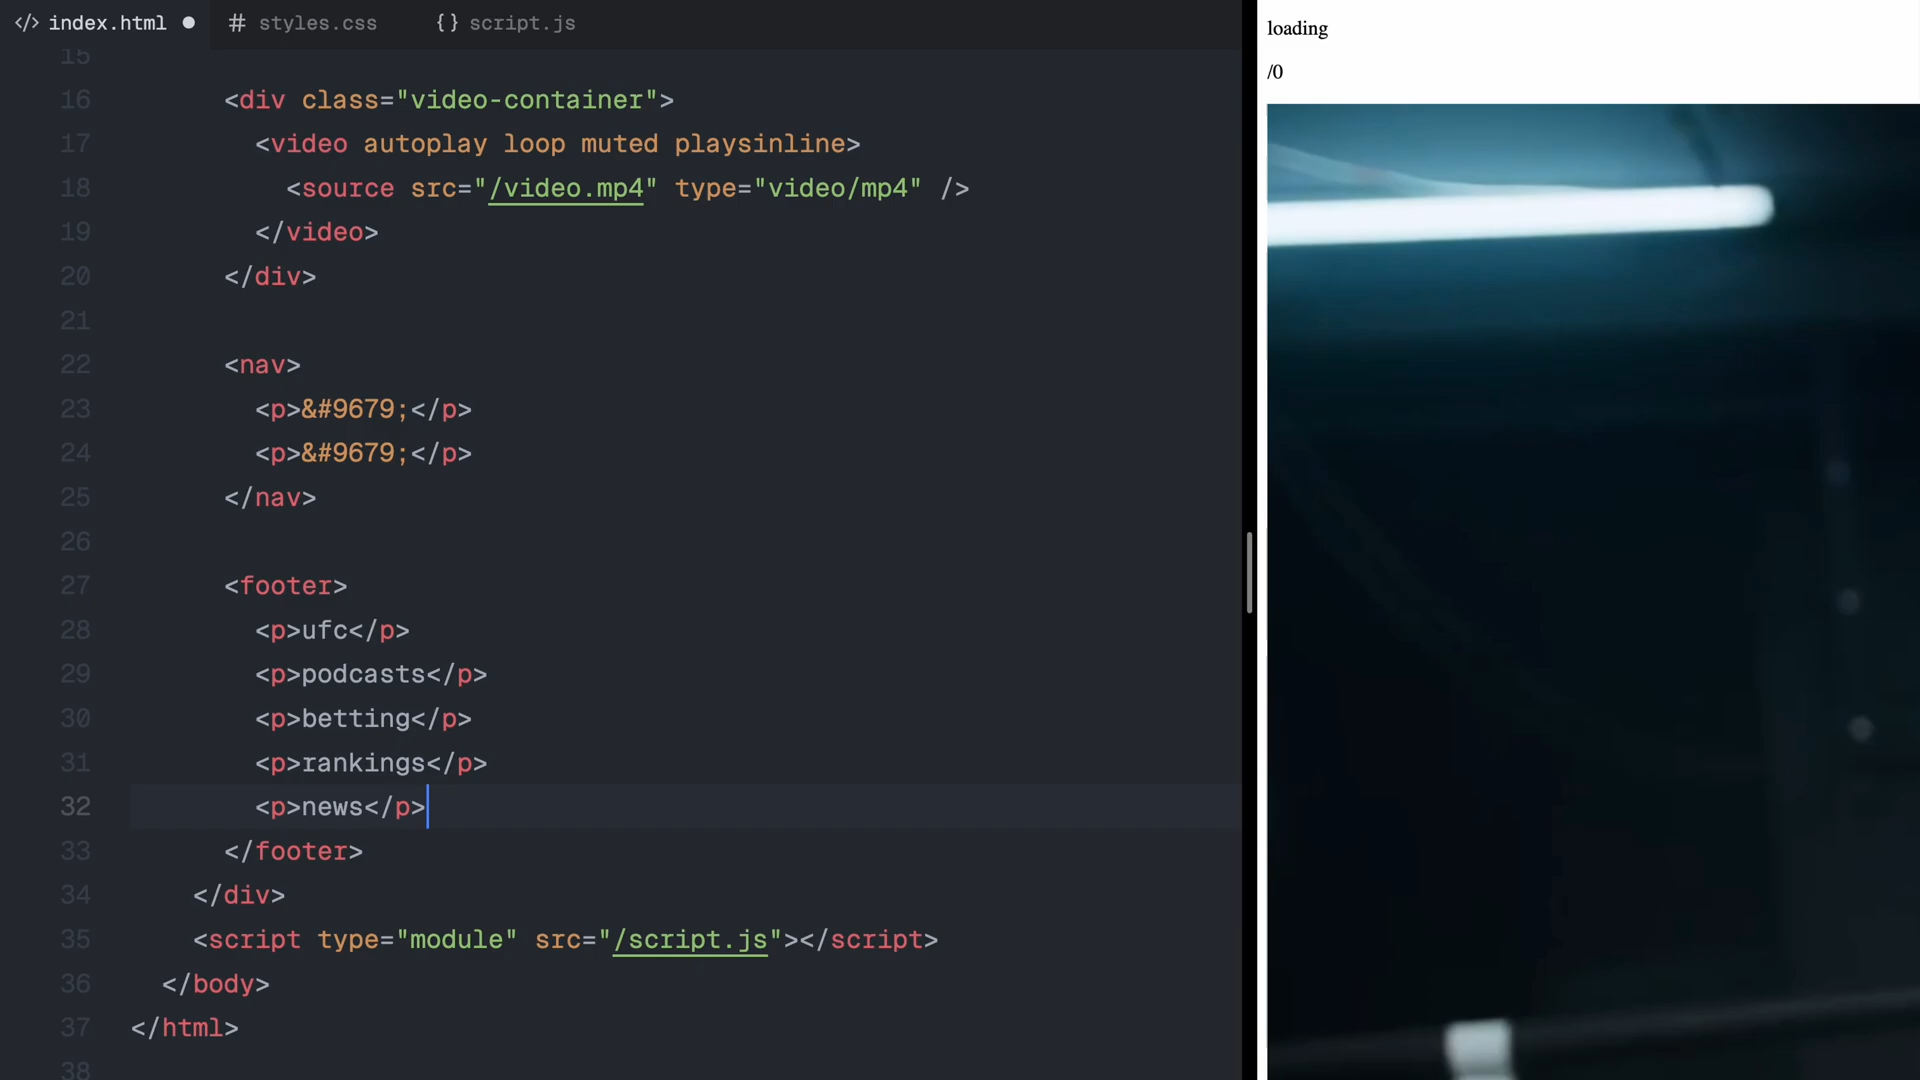 </> index.html ● # styles.css {} script.js
15
16 <div class="video-container">
17 <video autoplay loop muted playsinline>
18 <source src="/video.mp4" type="video/mp4" />
19 </video>
20 </div>
21
22 <nav>
23 <p>&#9679;</p>
24 <p>&#9679;</p>
25 </nav>
26
27 <footer>
28 <p>ufc</p>
29 <p>podcasts</p>
30 <p>betting</p>
31 <p>rankings</p>
32 <p>news</p>
33 </footer>
34 </div>
35 <script type="module" src="/script.js"></script>
36 </body>
37 </html>
38
loading
/0